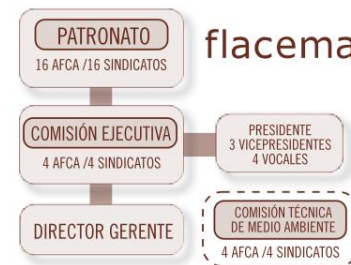 PATRONATO
16 AFCA /16 SINDICATOS
flacema
COMISIÓN EJECUTIVA
4 AFCA /4 SINDICATOS
PRESIDENTE
3 VICEPRESIDENTES
4 VOCALES
DIRECTOR GERENTE
COMISIÓN TÉCNICA
DE MEDIO AMBIENTE
4 AFCA /4 SINDICATOS